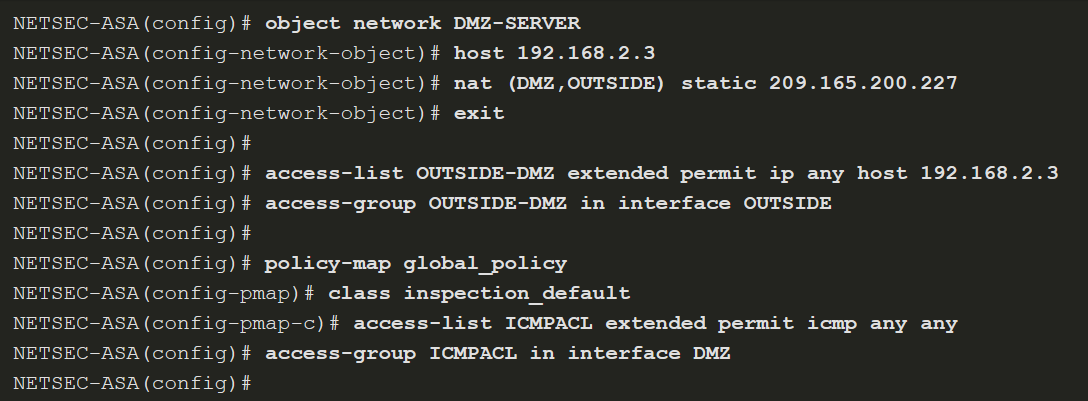 NETSEC-ASA(config)# object network DMZ-SERVER
NETSEC-ASA(config-network-object)# host 192.168.2.3
NETSEC-ASA(config-network-object)# nat (DMZ,OUTSIDE) static 209.165.200.227
NETSEC-ASA(config-network-object)# exit
NETSEC-ASA(config)#
NETSEC-ASA(config)# access-list OUTSIDE-DMZ extended permit ip any host 192.168.2.3
NETSEC-ASA(config)# access-group OUTSIDE-DMZ in interface OUTSIDE
NETSEC-ASA(config)#
NETSEC-ASA(config)# policy-map global_policy
NETSEC-ASA(config-pmap)# class inspection_default
NETSEC-ASA(config-pmap-c)# access-list ICMPACL extended permit icmp any any
NETSEC-ASA(config)# access-group ICMPACL in interface DMZ
NETSEC-ASA(config)#